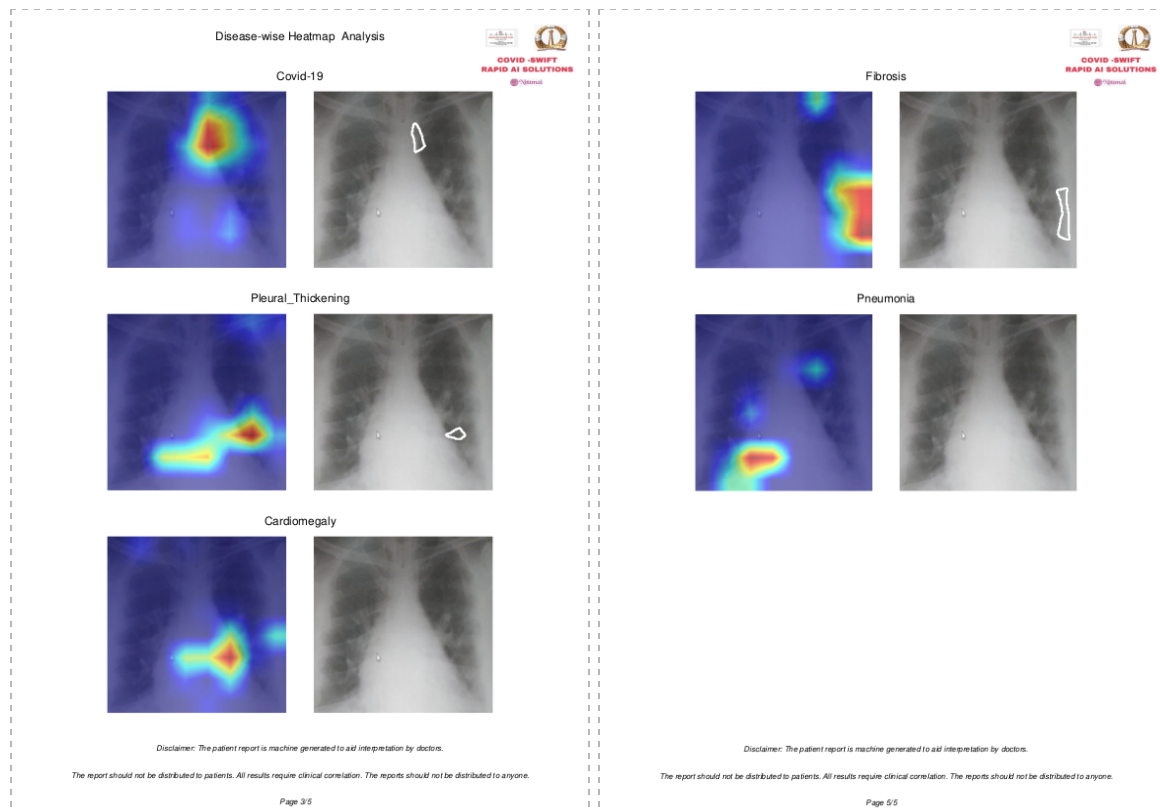 Disease-wise Heatmap Analysis
COVID -SWIFT
RAPID AI SOLUTIONS
Covid-19
Pleural_Thickening
Cardiomegaly
Disclaimer: The patient report is machine generated to aid interpretation by doctors.
The report should not be distributed to patients. All results require clinical correlation. The reports should not be distributed to anyone.
Page 3/5
COVID -SWIFT
RAPID AI SOLUTIONS
Fibrosis
Pneumonia
Disclaimer: The patient report is machine generated to aid interpretation by doctors.
The report should not be distributed to patients. All results require clinical correlation. The reports should not be distributed to anyone.
Page 5/5